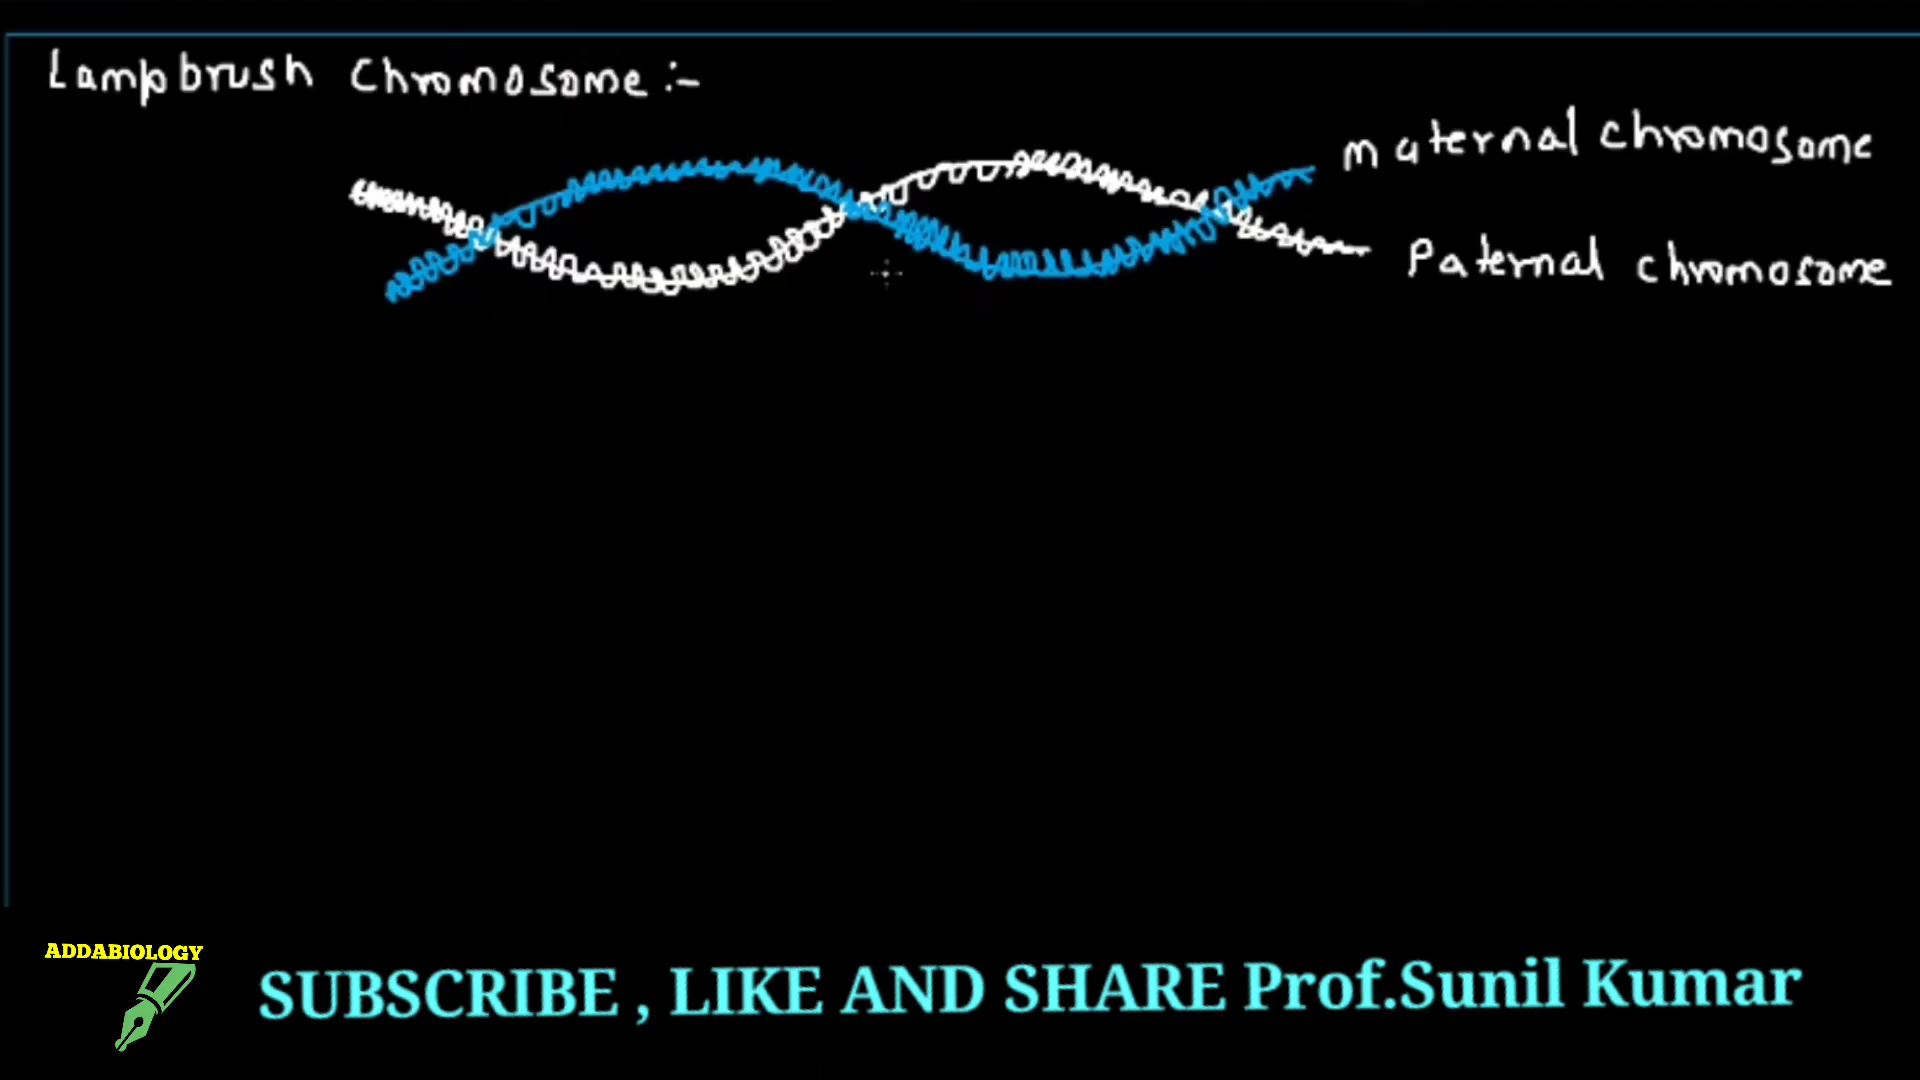 Lampbrush Chromosome :-
maternal chromosome
Paternal chromosome
ADDABIOLOGY
SUBSCRIBE , LIKE AND SHARE Prof.Sunil Kumar